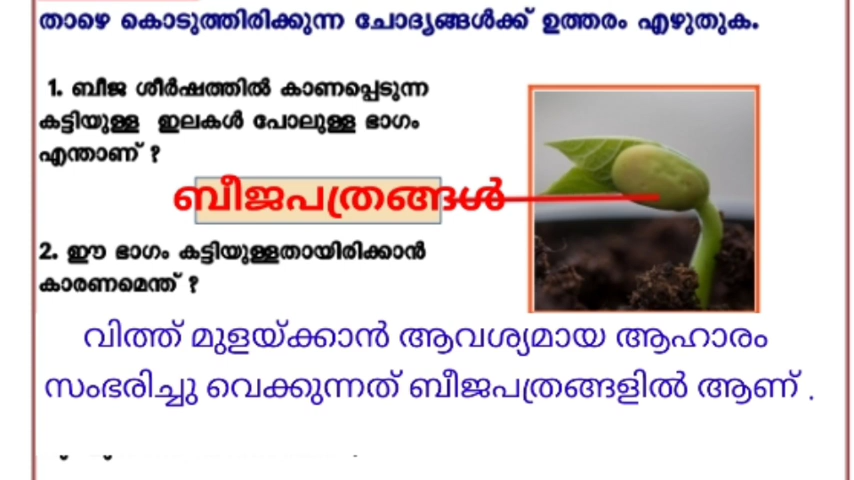 താഴെ കൊടുത്തിരിക്കുന്ന ചോദ്യങ്ങൾക്ക് ഉത്തരം എഴുതുക.
1. ബീജ ശീർഷത്തിൽ കാണപ്പെടുന്ന
കട്ടിയുള്ള ഇലകൾ പോലുള്ള ഭാഗം
എന്താണ് ?
ബീജപത്രങ്ങൾ
2. ഈ ഭാഗം കട്ടിയുള്ളതായിരിക്കാൻ
കാരണമെന്ത് ?
വിത്ത് മുളയ്ക്കാൻ ആവശ്യമായ ആഹാരം
സംഭരിച്ചു വെക്കുന്നത് ബീജപത്രങ്ങളിൽ ആണ് .